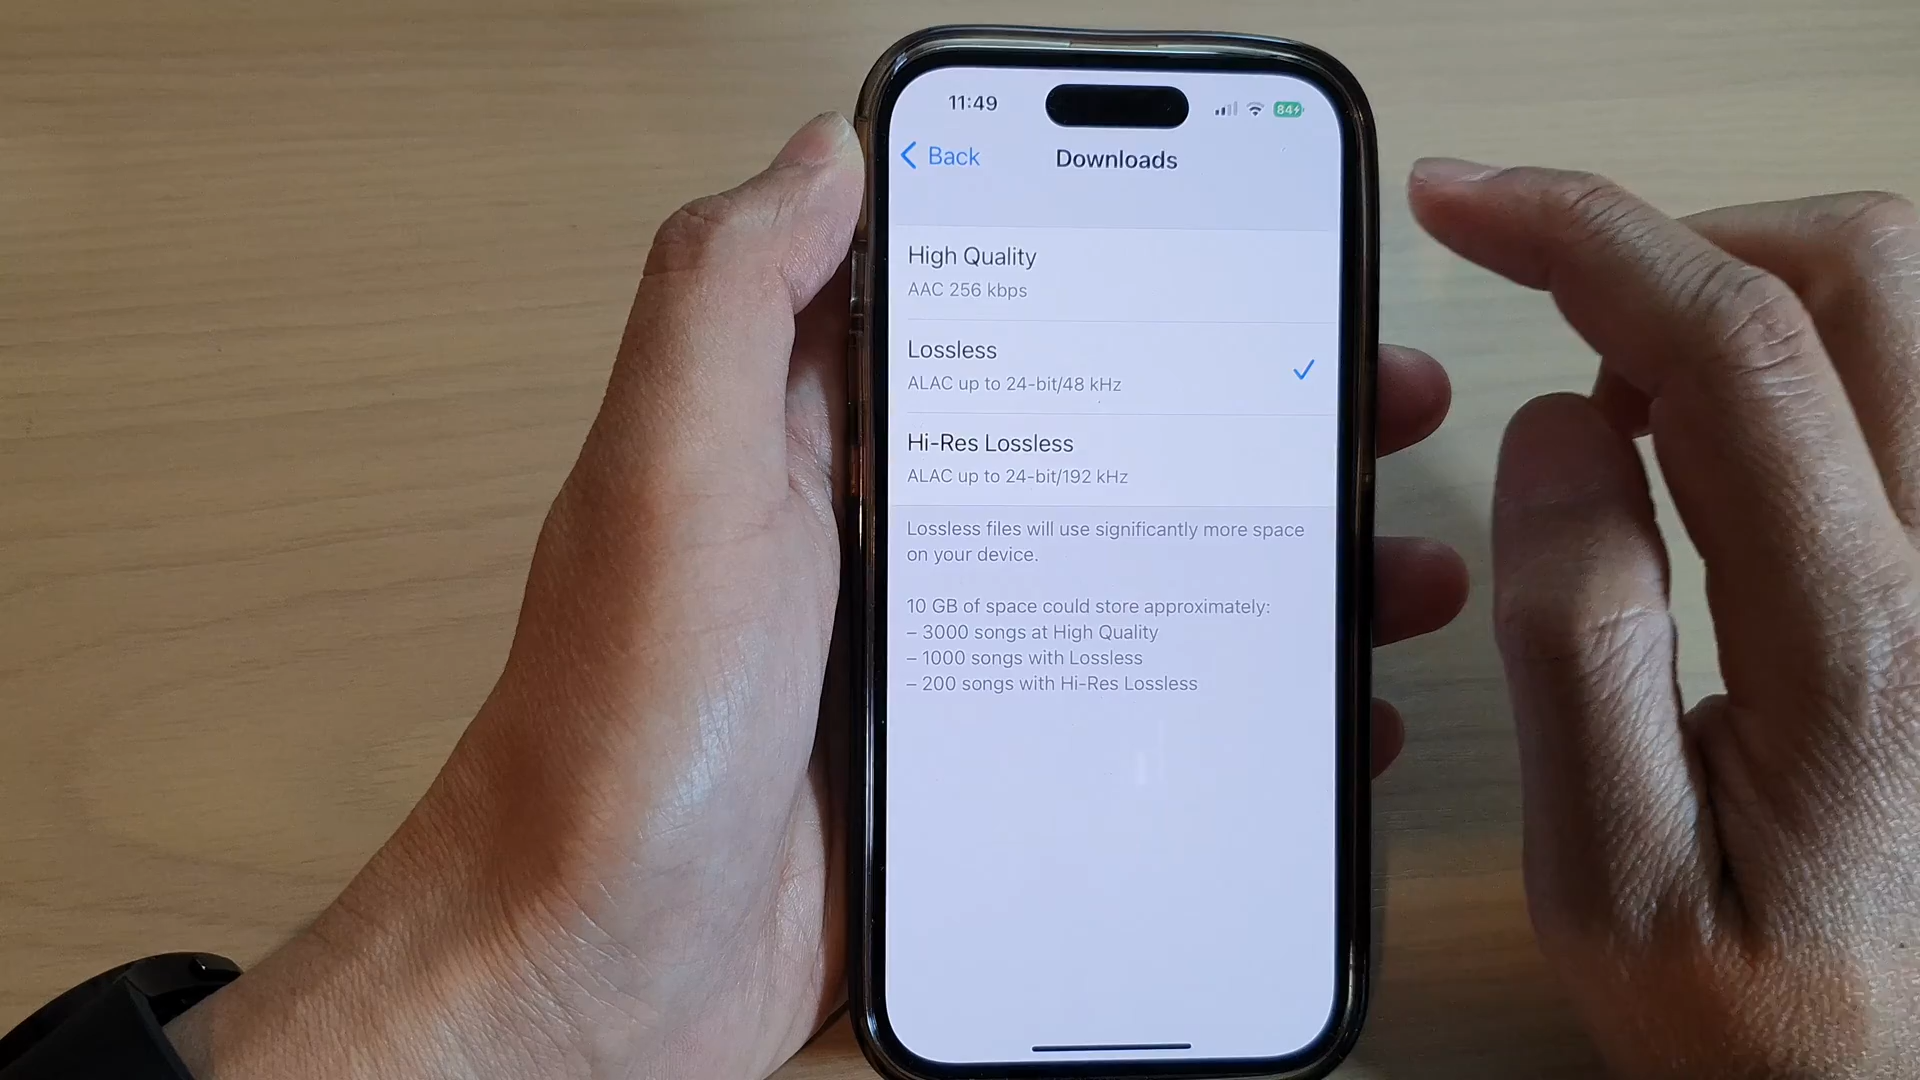 11:49
84
Back
Downloads
High Quality
AAC 256 kbps
Lossless
ALAC up to 24-bit/48 kHz
Hi-Res Lossless
ALAC up to 24-bit/192 kHz
Lossless files will use significantly more space
on your device.
10 GB of space could store approximately:
– 3000 songs at High Quality
– 1000 songs with Lossless
– 200 songs with Hi-Res Lossless